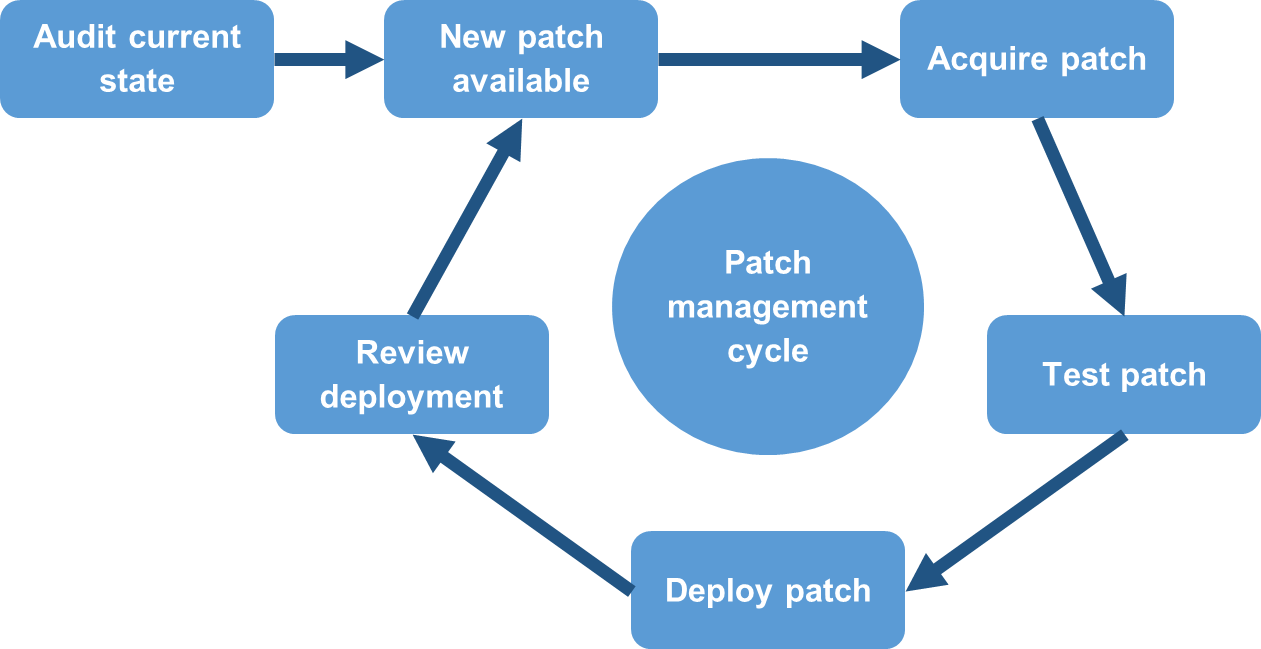 Audit current
state
New patch
available
Acquire patch
Patch
management
cycle
Review
deployment
Test patch
Deploy patch